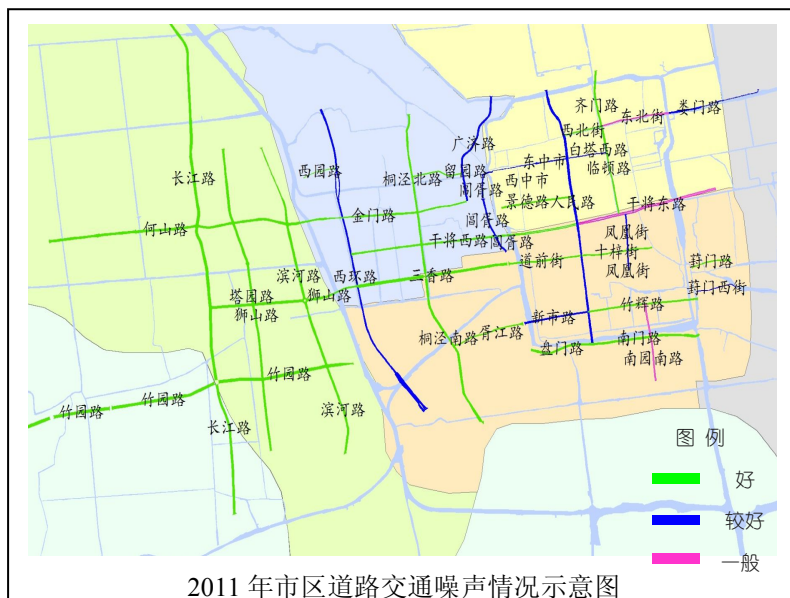 齐门路
娄门路
东北街
西北街
广济路
白塔西路
东中市
临顿路
西园路
留园路
长江路
桐泾北路
西中市
阊胥路
景德路
人民路
干将东路
金门路
阊胥路
何山路
凤凰街
干将西路
阊胥路
十梓街
道前街
葑门路
凤凰街
滨河路
西环路
三香路
葑门西街
塔园路
狮山路
狮山路
竹辉路
新市路
胥江路
桐泾南路
南门路
盘门路
南园南路
竹园路
竹园路
竹园路
滨河路
长江路
图 例
好
较好
一般
2011 年市区道路交通噪声情况示意图